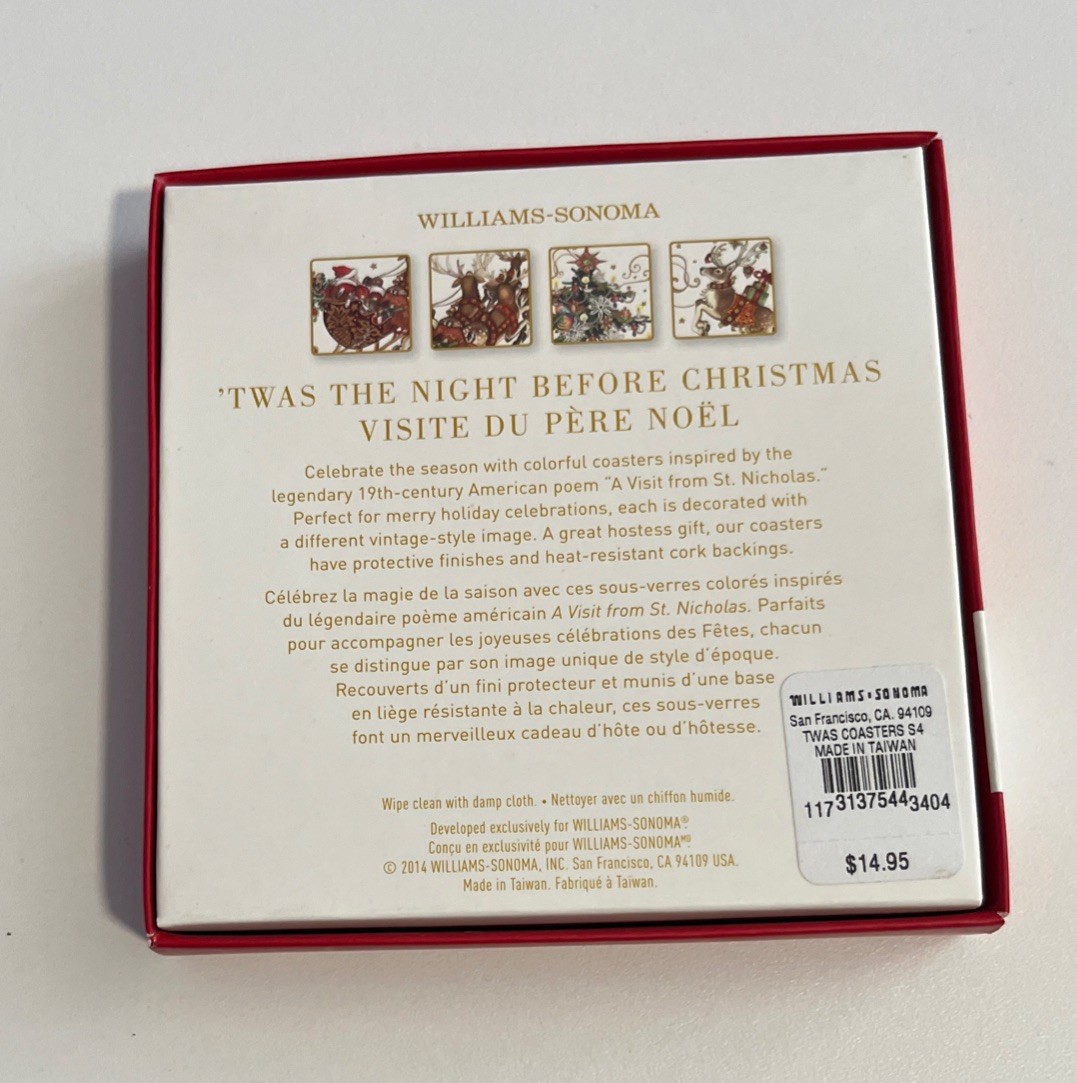 WILLIAMS-SONOMA
’TWAS THE NIGHT BEFORE CHRISTMAS
VISITE DU PÈRE NOËL
Celebrate the season with colorful coasters inspired by the
legendary 19th-century American poem “A Visit from St. Nicholas.”
Perfect for merry holiday celebrations, each is decorated with
a different vintage-style image. A great hostess gift, our coasters
have protective finishes and heat-resistant cork backings.
Célébrez la magie de la saison avec ces sous-verres colorés inspirés
du légendaire poème américain A Visit from St. Nicholas. Parfaits
pour accompagner les joyeuses célébrations des Fêtes, chacun
se distingue par son image unique de style d’époque.
Recouverts d’un fini protecteur et munis d’une base
en liège résistante à la chaleur, ces sous-verres
font un merveilleux cadeau d’hôte ou d’hôtesse.
Wipe clean with damp cloth. • Nettoyer avec un chiffon humide.
Developed exclusively for WILLIAMS-SONOMA®.
Conçu en exclusivité pour WILLIAMS-SONOMAᴹᴰ.
© 2014 WILLIAMS-SONOMA, INC. San Francisco, CA 94109 USA.
Made in Taiwan. Fabriqué à Taïwan.
WILLIAMS-SONOMA
San Francisco, CA. 94109
TWAS COASTERS S4
MADE IN TAIWAN
11731375443404
$14.95